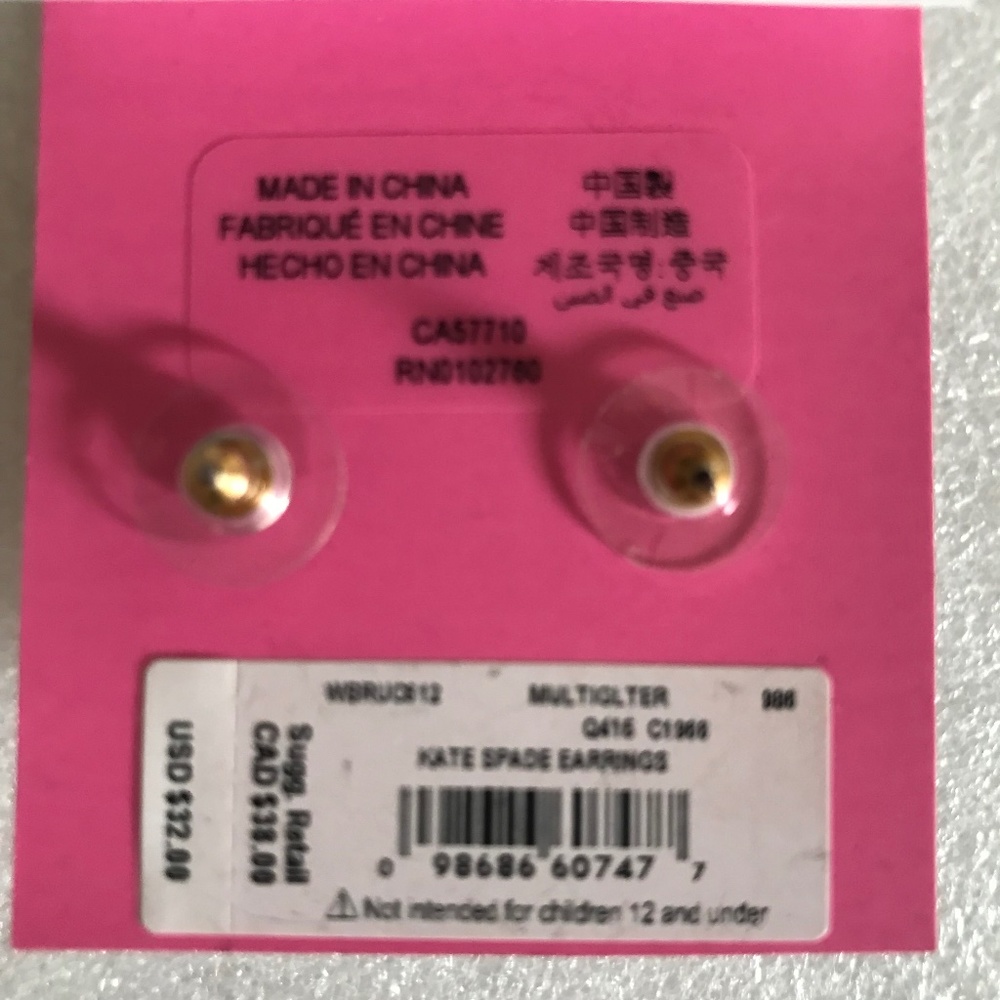 MADE IN CHINA
FABRIQUÉ EN CHINE
HECHO EN CHINA
中国製
中国制造
제조국명:중국
صنع في الصين
CA57710
RN0102760
MULTIGLTER
986
Q416 C1966
KATE SPADE EARRINGS
0 98686 60747 7
⚠Not intended for children 12 and under
Sugg. Retail
CAD $38.00
USD $32.00